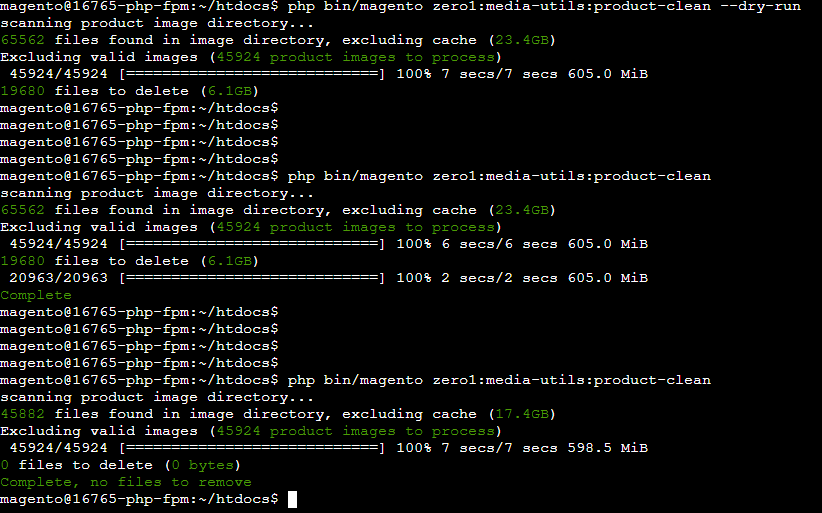 magento@16765-php-fpm:~/htdocs$ php bin/magento zero1:media-utils:product-clean --dry-run
scanning product image directory...
65562 files found in image directory, excluding cache (23.4GB)
Excluding valid images (45924 product images to process)
 45924/45924 [============================] 100% 7 secs/7 secs 605.0 MiB
19680 files to delete (6.1GB)
magento@16765-php-fpm:~/htdocs$
magento@16765-php-fpm:~/htdocs$
magento@16765-php-fpm:~/htdocs$
magento@16765-php-fpm:~/htdocs$
magento@16765-php-fpm:~/htdocs$ php bin/magento zero1:media-utils:product-clean
scanning product image directory...
65562 files found in image directory, excluding cache (23.4GB)
Excluding valid images (45924 product images to process)
 45924/45924 [============================] 100% 6 secs/6 secs 605.0 MiB
19680 files to delete (6.1GB)
 20963/20963 [============================] 100% 2 secs/2 secs 605.0 MiB
Complete
magento@16765-php-fpm:~/htdocs$
magento@16765-php-fpm:~/htdocs$
magento@16765-php-fpm:~/htdocs$
magento@16765-php-fpm:~/htdocs$
magento@16765-php-fpm:~/htdocs$ php bin/magento zero1:media-utils:product-clean
scanning product image directory...
45882 files found in image directory, excluding cache (17.4GB)
Excluding valid images (45924 product images to process)
 45924/45924 [============================] 100% 7 secs/7 secs 598.5 MiB
0 files to delete (0 bytes)
Complete, no files to remove
magento@16765-php-fpm:~/htdocs$